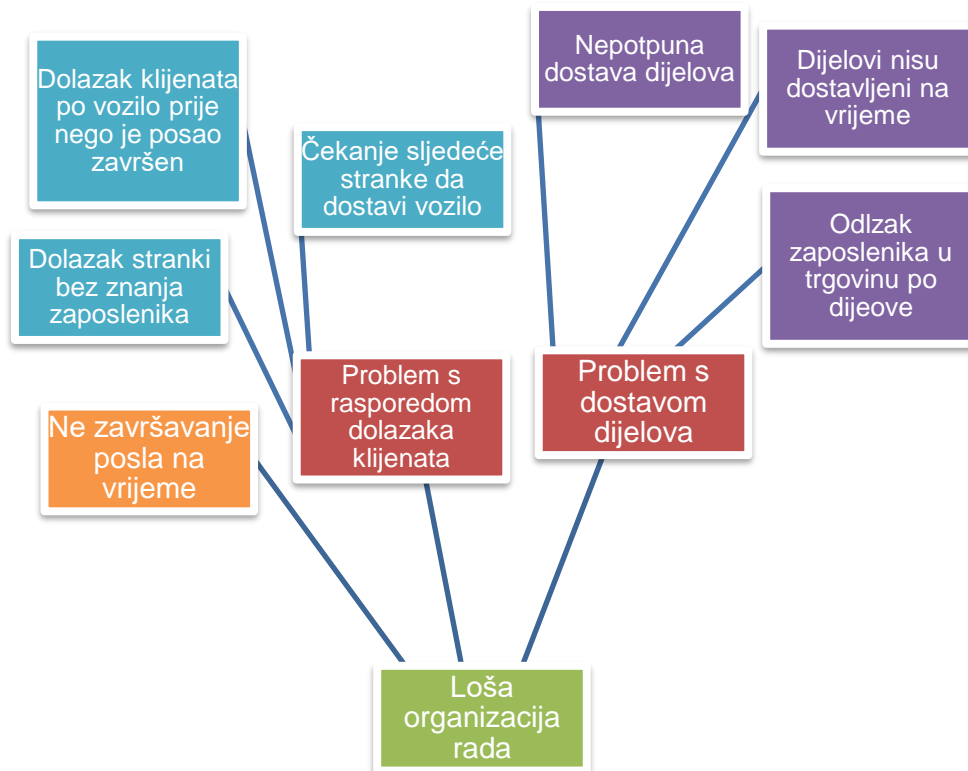 Dolazak klijenata
po vozilo prije
nego je posao
završen
Čekanje sljedeće
stranke da
dostavi vozilo
Nepotpuna
dostava dijelova
Dijelovi nisu
dostavljeni na
vrijeme
Dolazak stranki
bez znanja
zaposlenika
Odlzak
zaposlenika u
trgovinu po
dijeove
Ne završavanje
posla na
vrijeme
Problem s
rasporedom
dolazaka
klijenata
Problem s
dostavom
dijelova
Loša
organizacija
rada